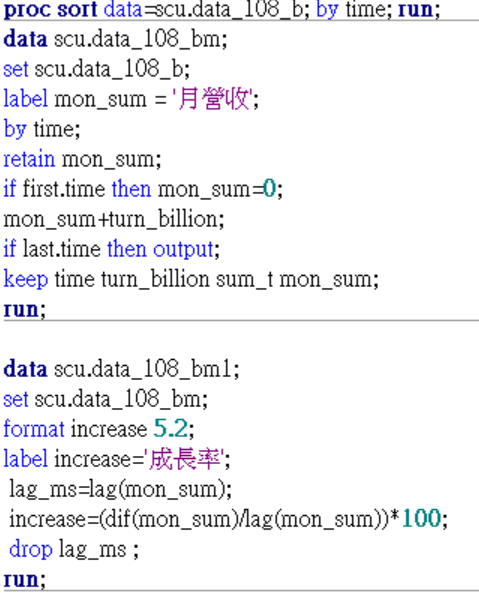 proc sort data=scu.data_108_b; by time; run;
data scu.data_108_bm;
set scu.data_108_b;
label mon_sum = '月營收';
by time;
retain mon_sum;
if first.time then mon_sum=0;
mon_sum+turn_billion;
if last.time then output;
keep time turn_billion sum_t mon_sum;
run;
data scu.data_108_bm1;
set scu.data_108_bm;
format increase 5.2;
label increase='成長率';
lag_ms=lag(mon_sum);
increase=(dif(mon_sum)/lag(mon_sum))*100;
drop lag_ms ;
run;